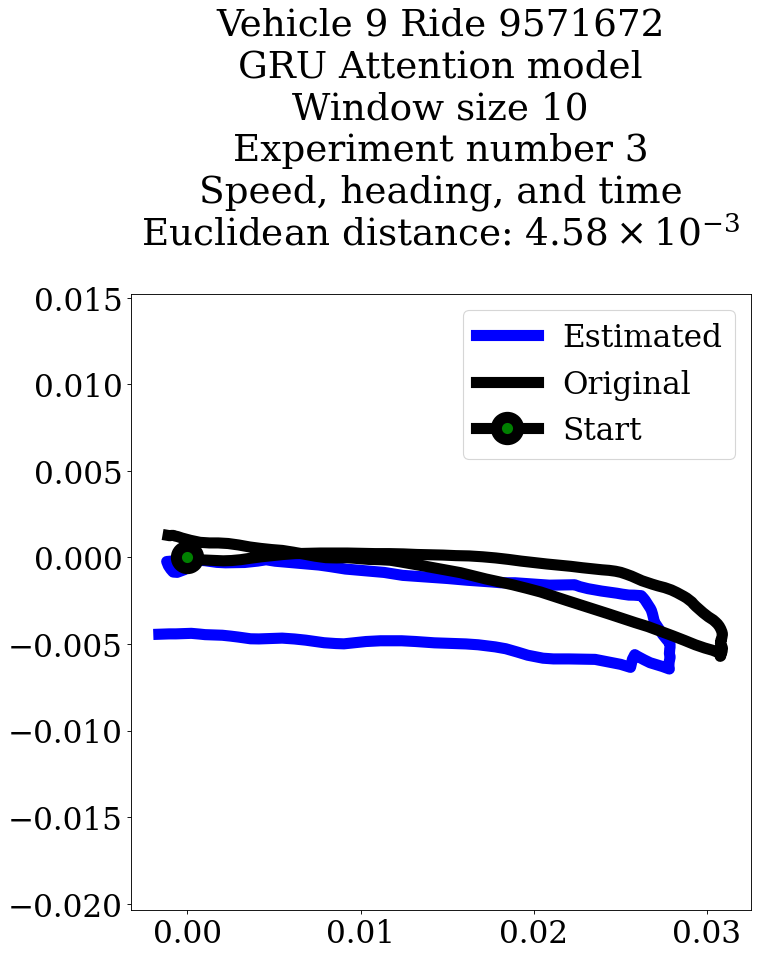 Vehicle 9 Ride 9571672
GRU Attention model
Window size 10
Experiment number 3
Speed, heading, and time
Euclidean distance: 4.58 × 10⁻³
0.015
Estimated
0.010
Original
Start
0.005
0.000
−0.005
−0.010
−0.015
−0.020
0.00 0.01 0.02 0.03